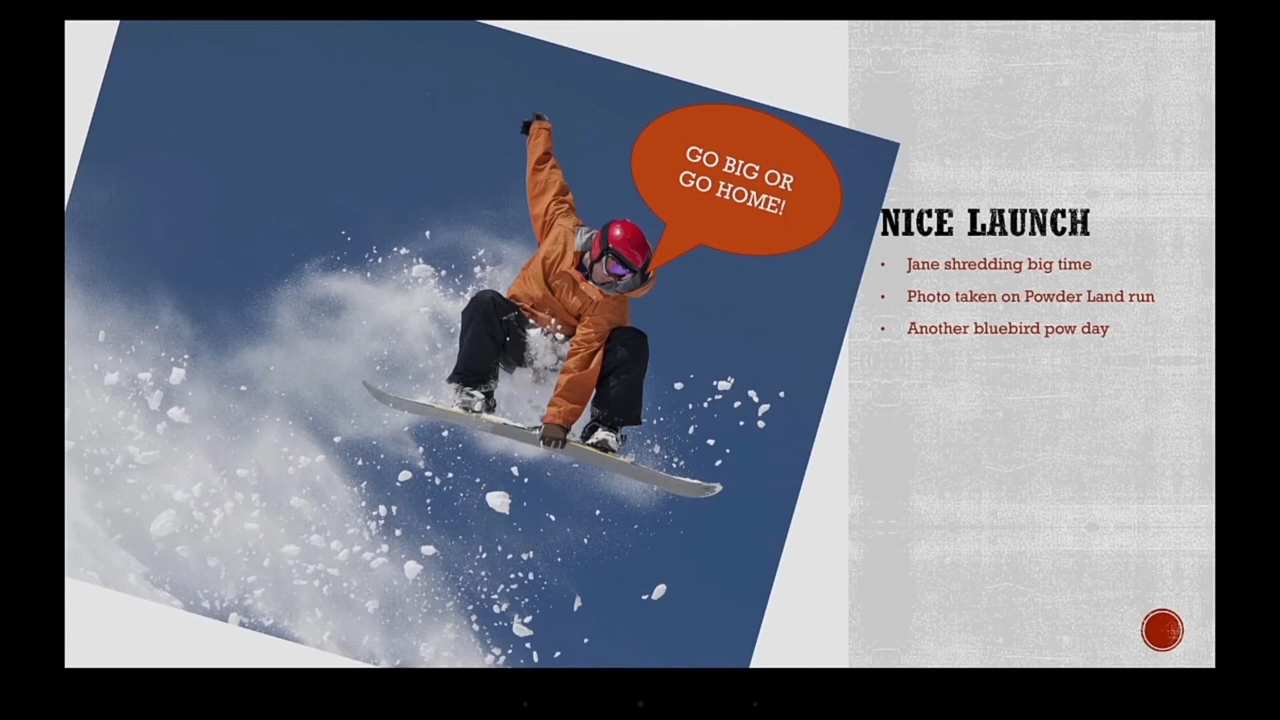 GO BIG OR
GO HOME!
NICE LAUNCH
• Jane shredding big time
• Photo taken on Powder Land run
• Another bluebird pow day